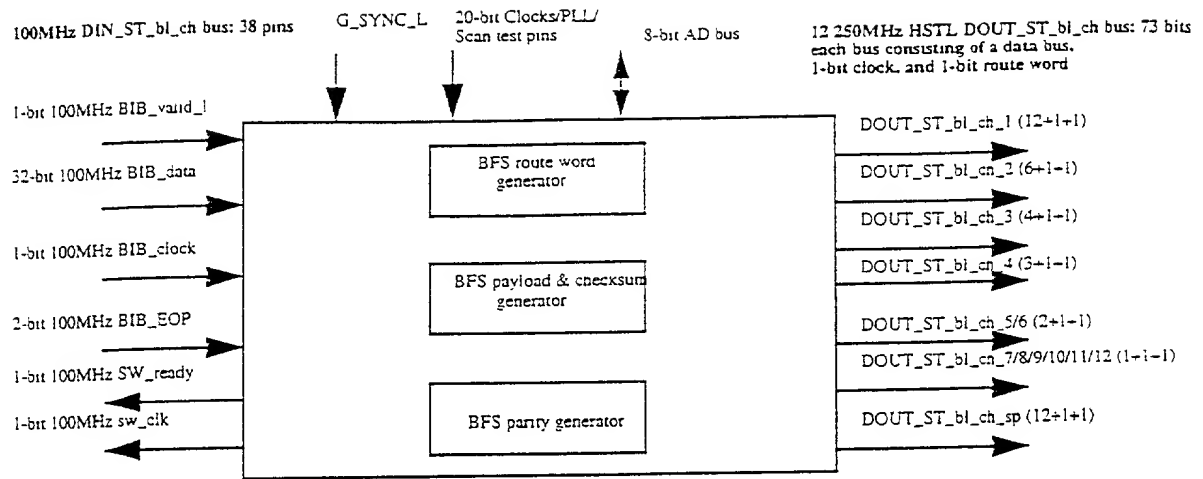 100MHz DIN_ST_bl_ch bus: 38 pins
G_SYNC_L
20-bit Clocks/PLL/
Scan test pins
8-bit AD bus
12 250MHz HSTL DOUT_ST_bl_ch bus: 73 bits
each bus consisting of a data bus,
1-bit clock, and 1-bit route word
1-bit 100MHz BIB_valid_l
32-bit 100MHz BIB_data
1-bit 100MHz BIB_clock
2-bit 100MHz BIB_EOP
1-bit 100MHz SW_ready
1-bit 100MHz sw_clk
BFS route word
generator
BFS payload & checksum
generator
BFS parity generator
DOUT_ST_bl_ch_1 (12+1+1)
DOUT_ST_bl_ch_2 (6+1+1)
DOUT_ST_bl_ch_3 (4+1+1)
DOUT_ST_bl_ch_4 (3+1+1)
DOUT_ST_bl_ch_5/6 (2+1+1)
DOUT_ST_bl_ch_7/8/9/10/11/12 (1+1+1)
DOUT_ST_bl_ch_sp (12+1+1)